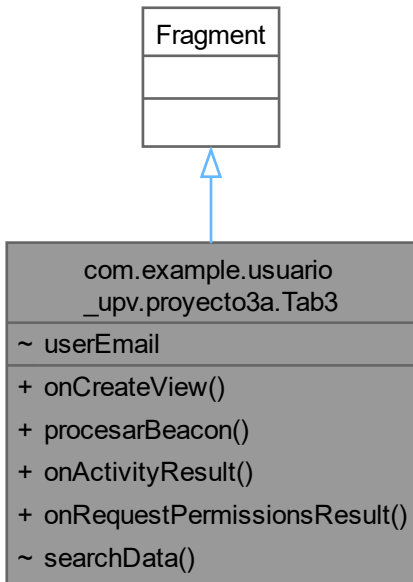 Fragment
com.example.usuario
_upv.proyecto3a.Tab3
~ userEmail
+ onCreateView()
+ procesarBeacon()
+ onActivityResult()
+ onRequestPermissionsResult()
~ searchData()